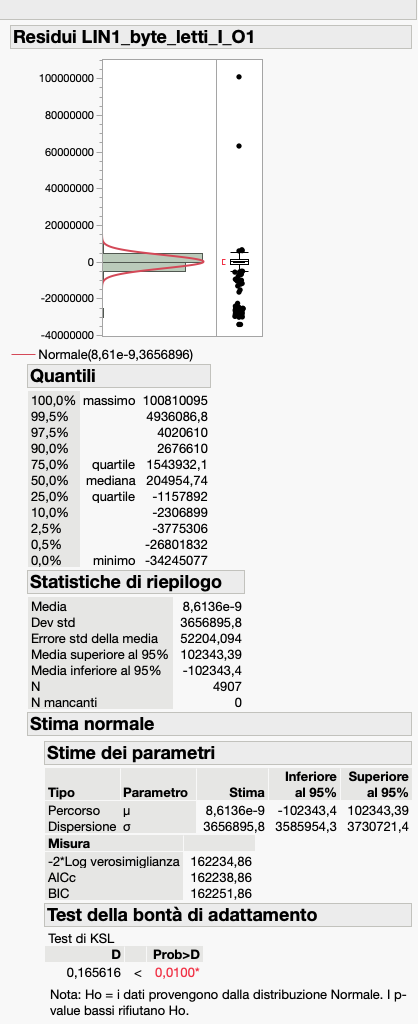 Residui LIN1_byte_letti_I_O1
100000000
80000000
60000000
40000000
20000000
0
-20000000
-40000000
Normale(8,61e-9,3656896)
Quantili
100,0% massimo 100810095
99,5% 4936086,8
97,5% 4020610
90,0% 2676610
75,0% quartile 1543932,1
50,0% mediana 204954,74
25,0% quartile -1157892
10,0% -2306899
2,5% -3775306
0,5% -26801832
0,0% minimo -34245077
Statistiche di riepilogo
Media 8,6136e-9
Dev std 3656895,8
Errore std della media 52204,094
Media superiore al 95% 102343,39
Media inferiore al 95% -102343,4
N 4907
N mancanti 0
Stima normale
Stime dei parametri
Inferiore Superiore
Tipo Parametro Stima al 95% al 95%
Percorso μ 8,6136e-9 -102343,4 102343,39
Dispersione σ 3656895,8 3585954,3 3730721,4
Misura
-2*Log verosimiglianza 162234,86
AICc 162238,86
BIC 162251,86
Test della bontà di adattamento
Test di KSL
D Prob>D
0,165616 < 0,0100*
Nota: Ho = i dati provengono dalla distribuzione Normale. I p-
value bassi rifiutano Ho.